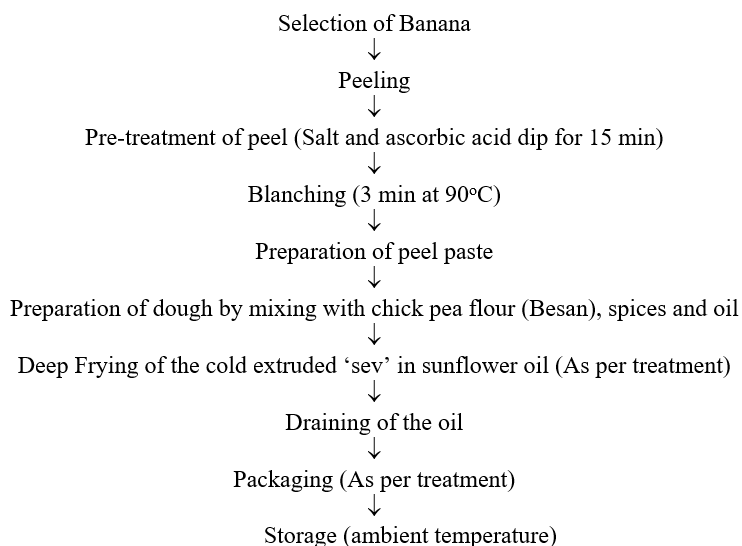 Selection of Banana
↓
Peeling
↓
Pre-treatment of peel (Salt and ascorbic acid dip for 15 min)
↓
Blanching (3 min at 90°C)
↓
Preparation of peel paste
↓
Preparation of dough by mixing with chick pea flour (Besan), spices and oil
↓
Deep Frying of the cold extruded ‘sev’ in sunflower oil (As per treatment)
↓
Draining of the oil
↓
Packaging (As per treatment)
↓
Storage (ambient temperature)